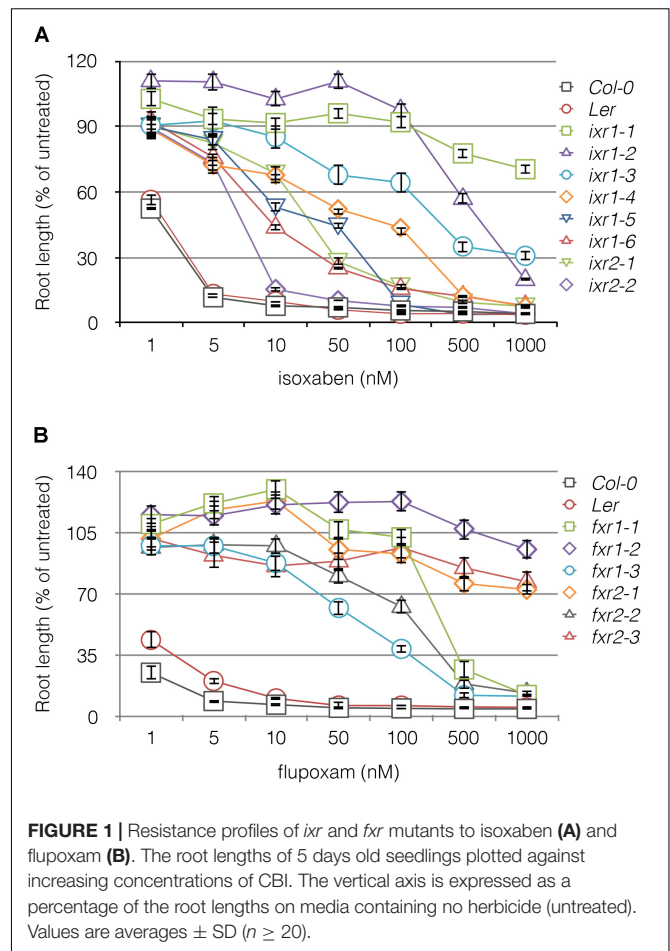 A
120
90
60
30
0
Root length (% of untreated)
1 5 10 50 100 500 1000
isoxaben (nM)
Col-0
Ler
ixr1-1
ixr1-2
ixr1-3
ixr1-4
ixr1-5
ixr1-6
ixr2-1
ixr2-2
B
140
105
70
35
0
Root length (% of untreated)
1 5 10 50 100 500 1000
flupoxam (nM)
Col-0
Ler
fxr1-1
fxr1-2
fxr1-3
fxr2-1
fxr2-2
fxr2-3
FIGURE 1 | Resistance profiles of ixr and fxr mutants to isoxaben (A) and
flupoxam (B). The root lengths of 5 days old seedlings plotted against
increasing concentrations of CBI. The vertical axis is expressed as a
percentage of the root lengths on media containing no herbicide (untreated).
Values are averages ± SD (n ≥ 20).